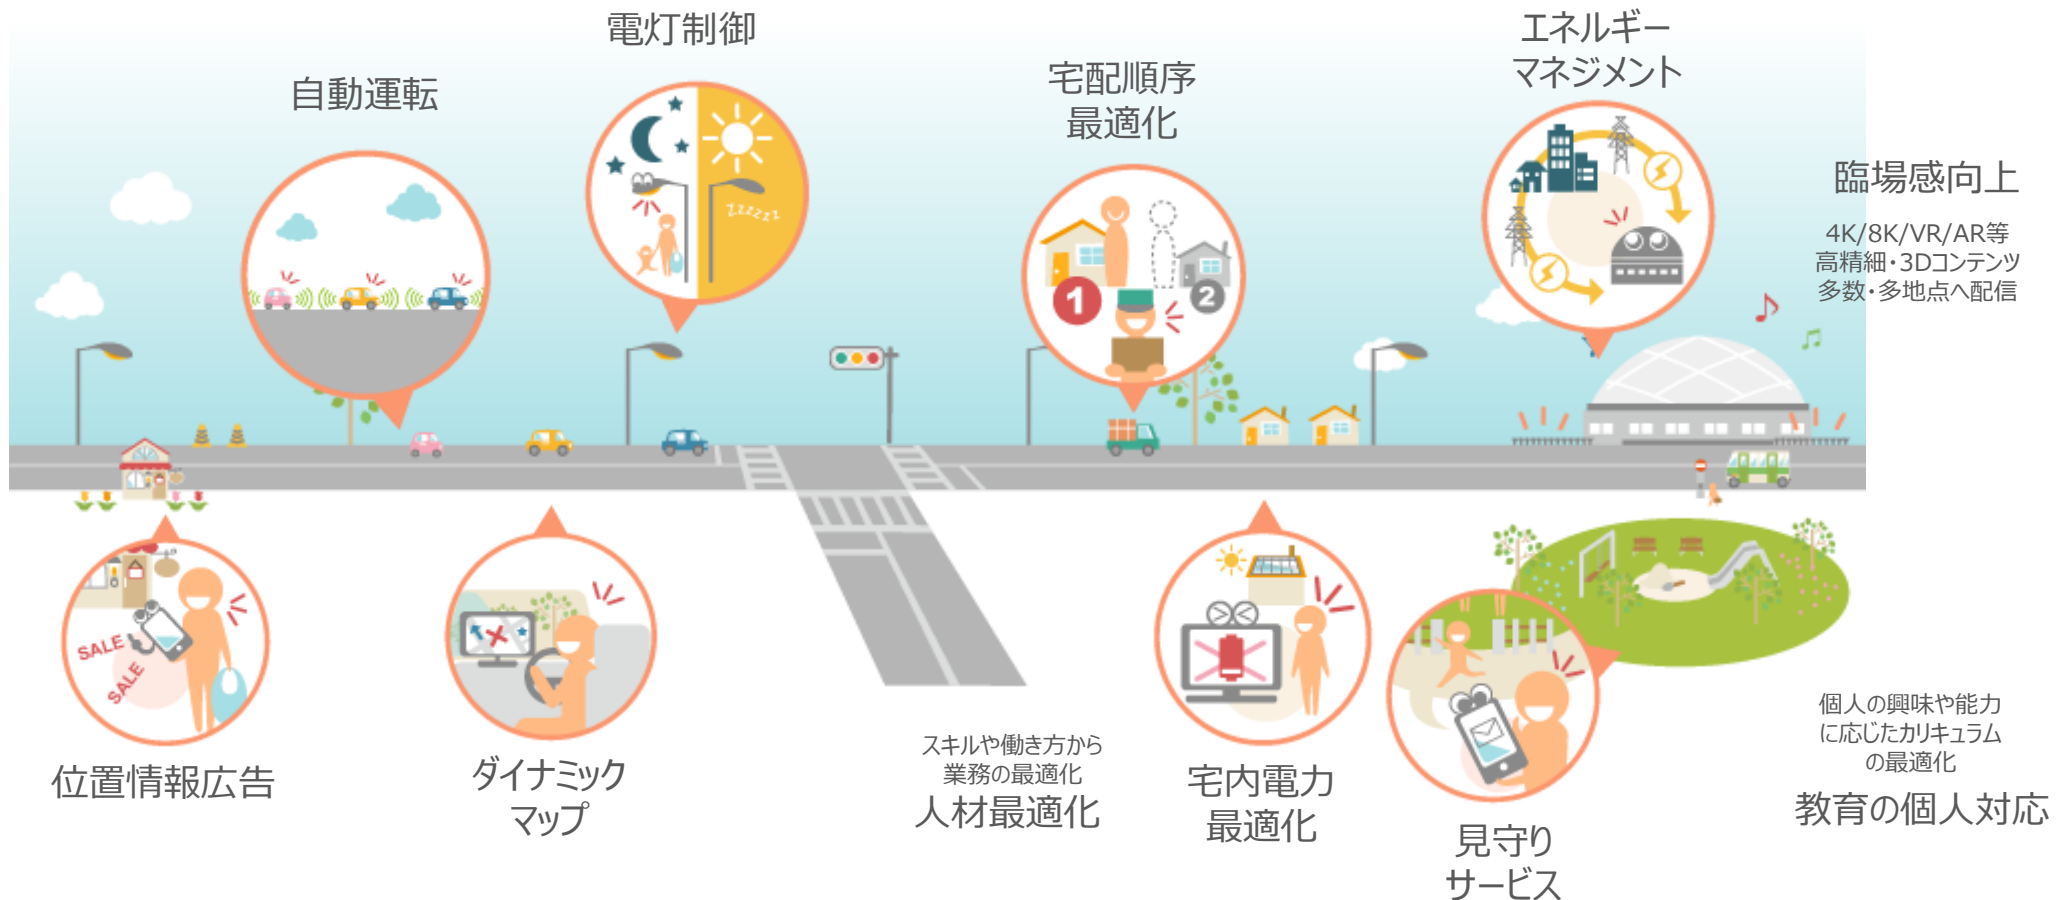 電灯制御
自動運転
宅配順序
最適化
エネルギー
マネジメント
臨場感向上
4K/8K/VR/AR等
高精細・3Dコンテンツ
多数・多地点へ配信
zzzzzz
1
2
SALE
SALE
位置情報広告
ダイナミック
マップ
スキルや働き方から
業務の最適化
人材最適化
宅内電力
最適化
見守り
サービス
個人の興味や能力
に応じたカリキュラム
の最適化
教育の個人対応